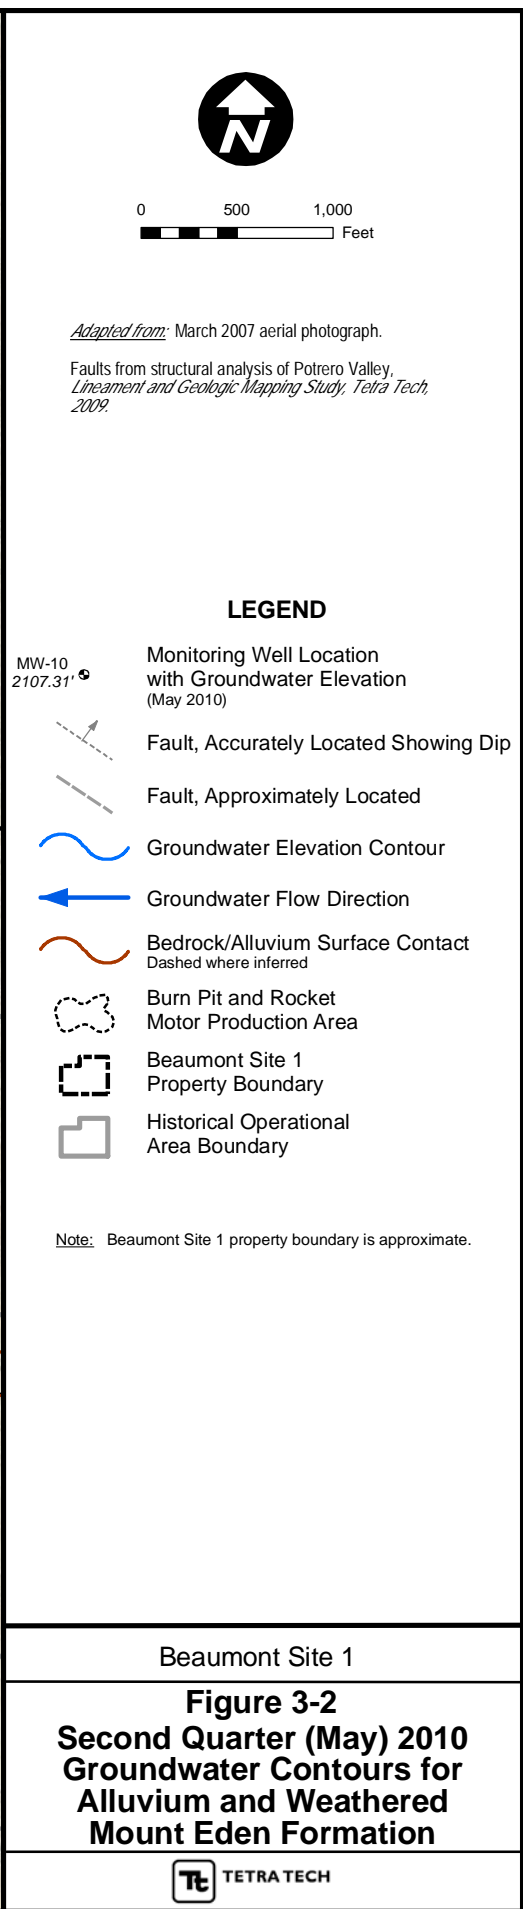 N
0 500 1,000
Feet
Adapted from: March 2007 aerial photograph.
Faults from structural analysis of Potrero Valley,
Lineament and Geologic Mapping Study, Tetra Tech,
2009.
LEGEND
MW-10
2107.31'
Monitoring Well Location
with Groundwater Elevation
(May 2010)
Fault, Accurately Located Showing Dip
Fault, Approximately Located
Groundwater Elevation Contour
Groundwater Flow Direction
Bedrock/Alluvium Surface Contact
Dashed where inferred
Burn Pit and Rocket
Motor Production Area
Beaumont Site 1
Property Boundary
Historical Operational
Area Boundary
Note: Beaumont Site 1 property boundary is approximate.
Beaumont Site 1
Figure 3-2
Second Quarter (May) 2010
Groundwater Contours for
Alluvium and Weathered
Mount Eden Formation
Tt TETRA TECH